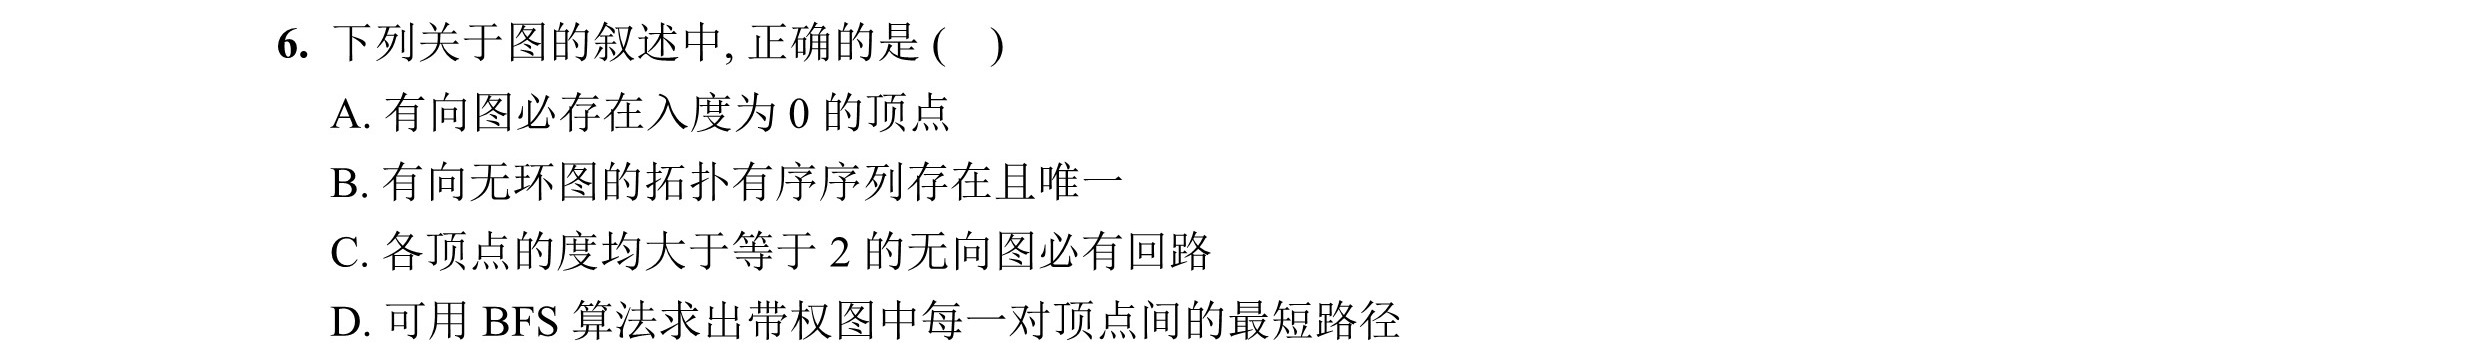 6. 下列关于图的叙述中, 正确的是 (    )
A. 有向图必存在入度为 0 的顶点
B. 有向无环图的拓扑有序序列存在且唯一
C. 各顶点的度均大于等于 2 的无向图必有回路
D. 可用 BFS 算法求出带权图中每一对顶点间的最短路径